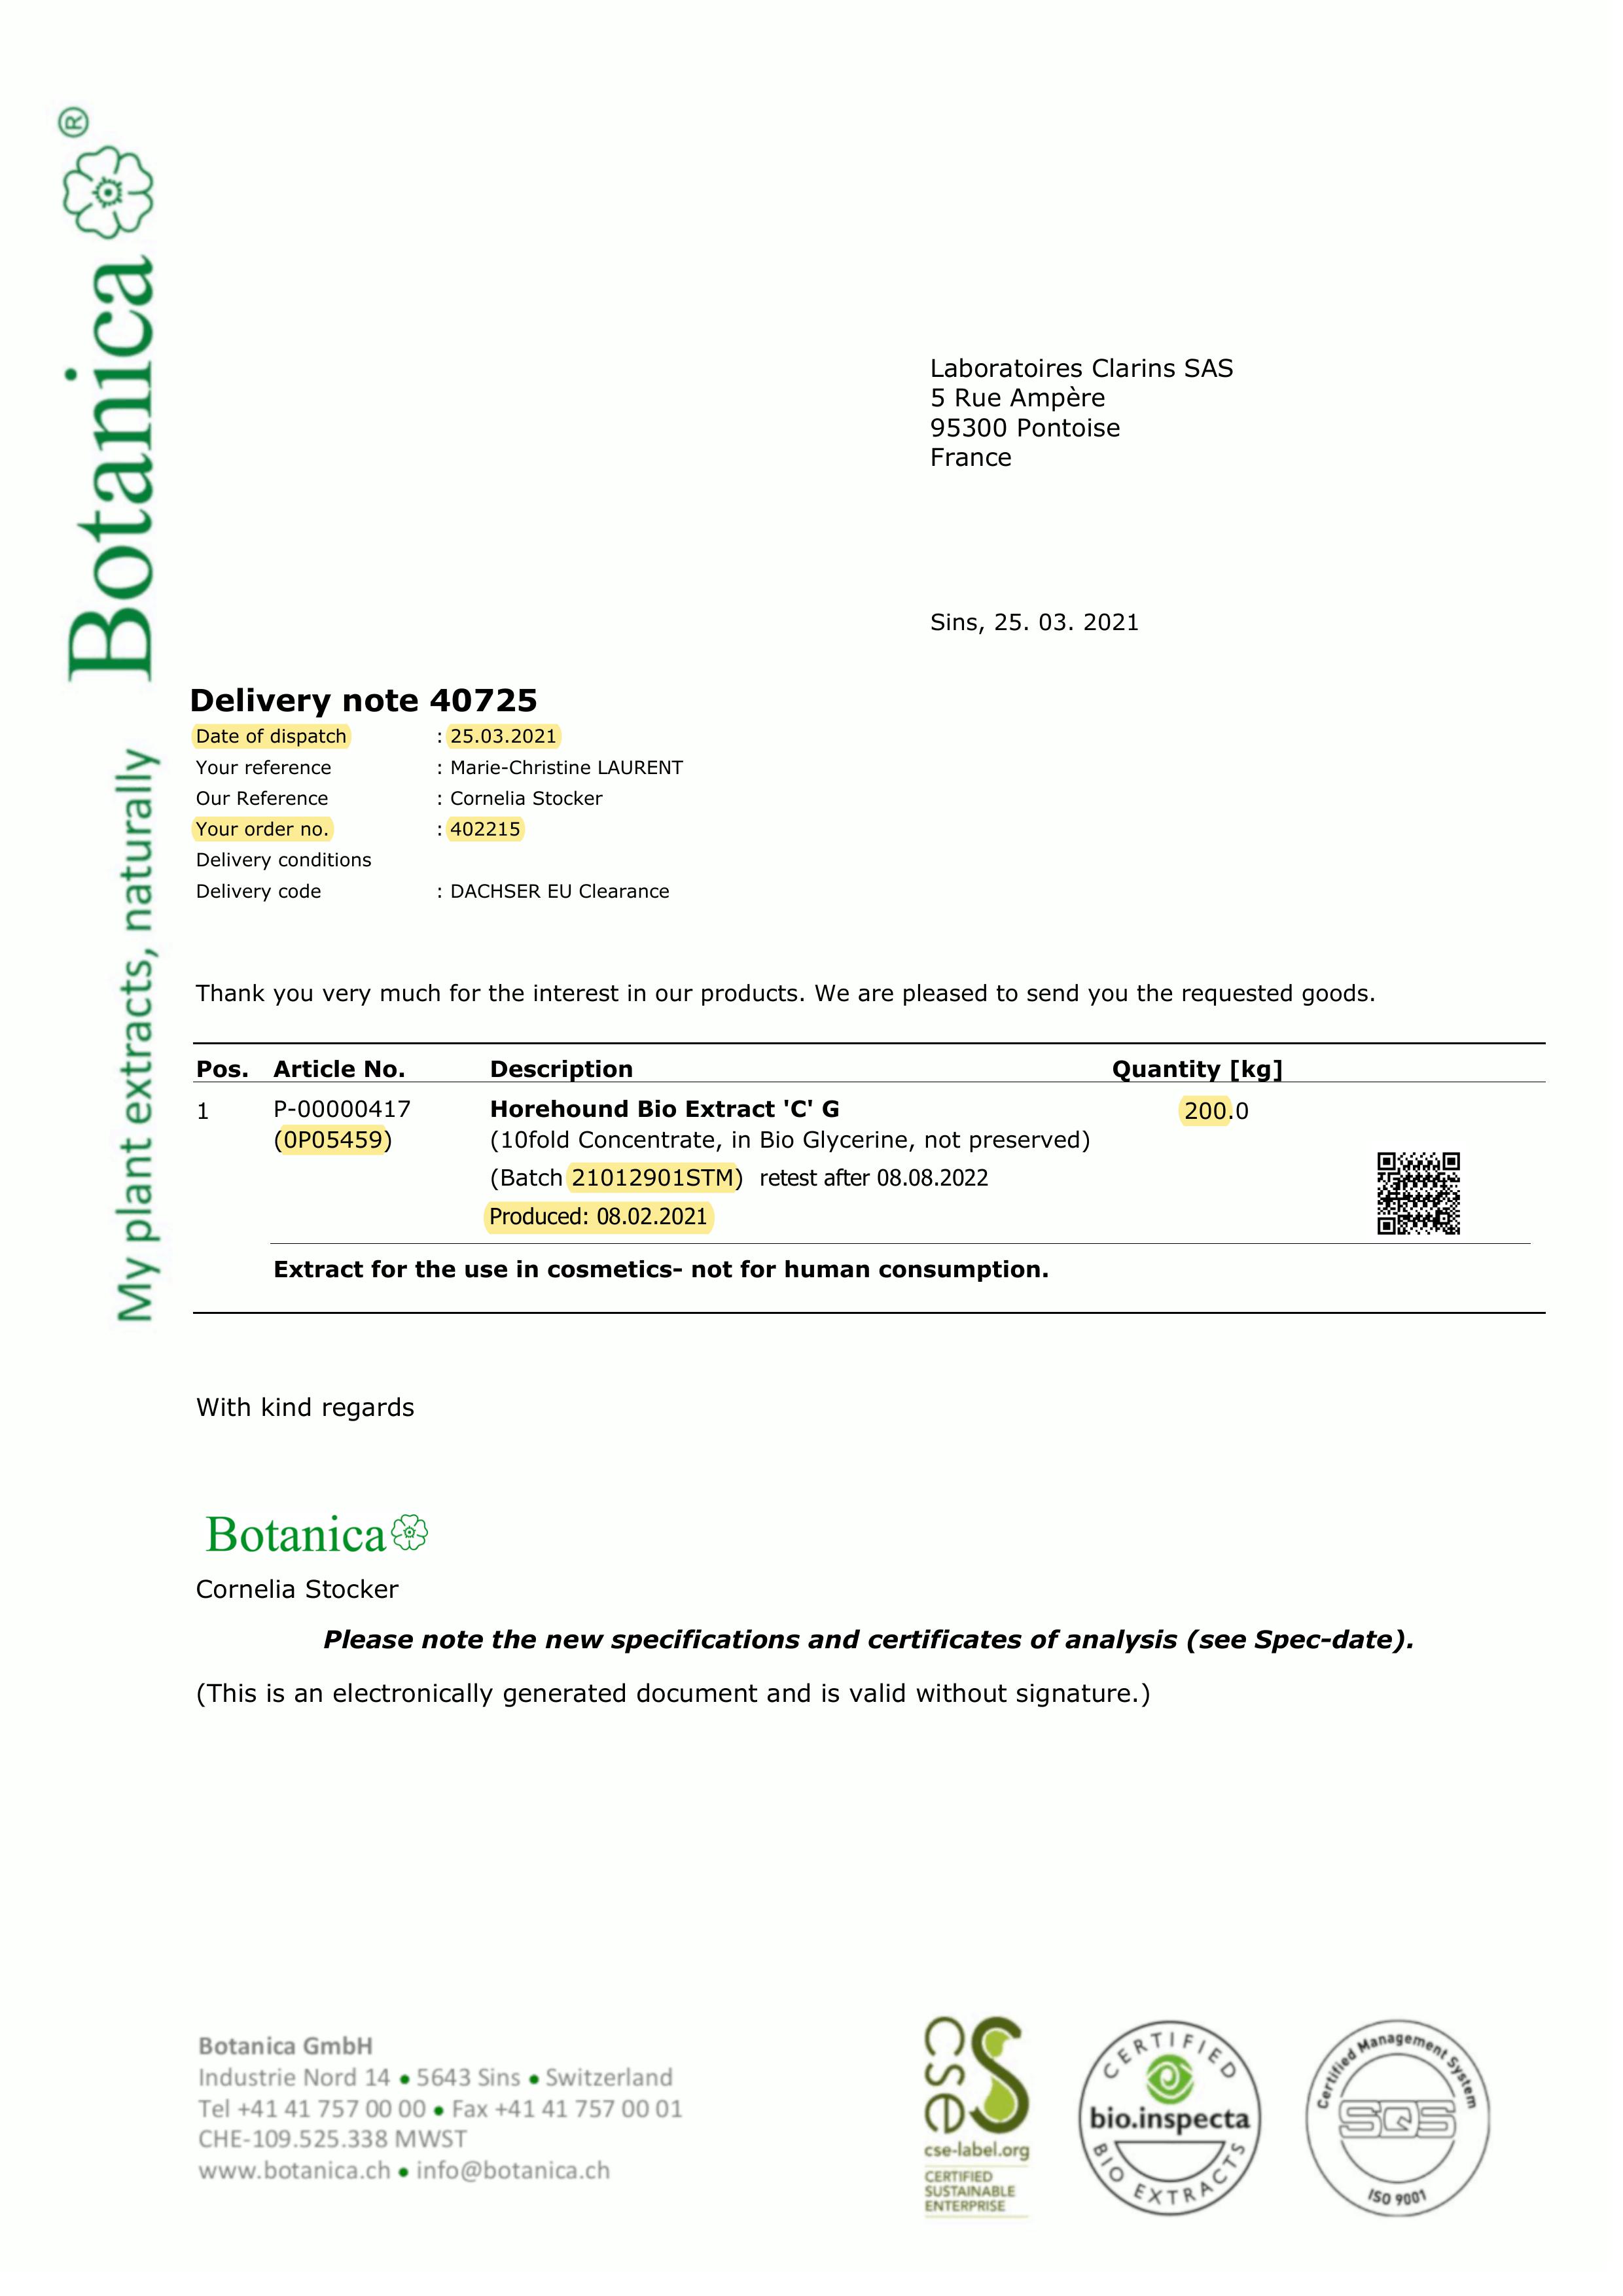 Botanica®
My plant extracts, naturally
Laboratoires Clarins SAS
5 Rue Ampère
95300 Pontoise
France
Sins, 25. 03. 2021
Delivery note 40725
Date of dispatch : 25.03.2021
Your reference : Marie-Christine LAURENT
Our Reference : Cornelia Stocker
Your order no. : 402215
Delivery conditions
Delivery code : DACHSER EU Clearance
Thank you very much for the interest in our products. We are pleased to send you the requested goods.
Pos. Article No. Description Quantity [kg]
1 P-00000417 Horehound Bio Extract 'C' G 200.0
(0P05459) (10fold Concentrate, in Bio Glycerine, not preserved)
(Batch 21012901STM) retest after 08.08.2022
Produced: 08.02.2021
Extract for the use in cosmetics- not for human consumption.
With kind regards
Botanica
Cornelia Stocker
Please note the new specifications and certificates of analysis (see Spec-date).
(This is an electronically generated document and is valid without signature.)
Botanica GmbH
Industrie Nord 14 • 5643 Sins • Switzerland
Tel +41 41 757 00 00 • Fax +41 41 757 00 01
CHE-109.525.338 MWST
www.botanica.ch • info@botanica.ch
cse
cse-label.org
CERTIFIED
SUSTAINABLE
ENTERPRISE
CERTIFIED
bio.inspecta
BIO EXTRACTS
Certified Management System
SQS
ISO 9001